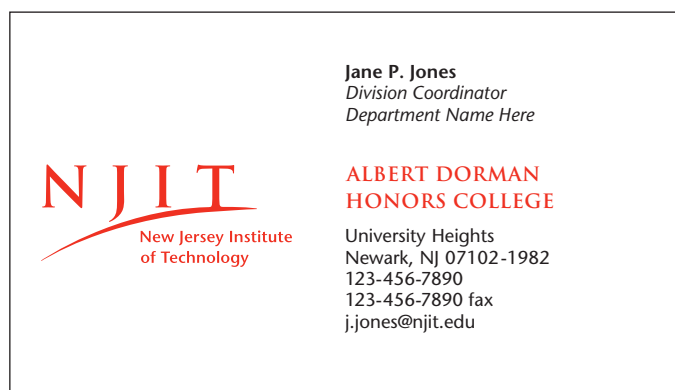 NJIT
New Jersey Institute
of Technology
Jane P. Jones
Division Coordinator
Department Name Here
ALBERT DORMAN
HONORS COLLEGE
University Heights
Newark, NJ 07102-1982
123-456-7890
123-456-7890 fax
j.jones@njit.edu